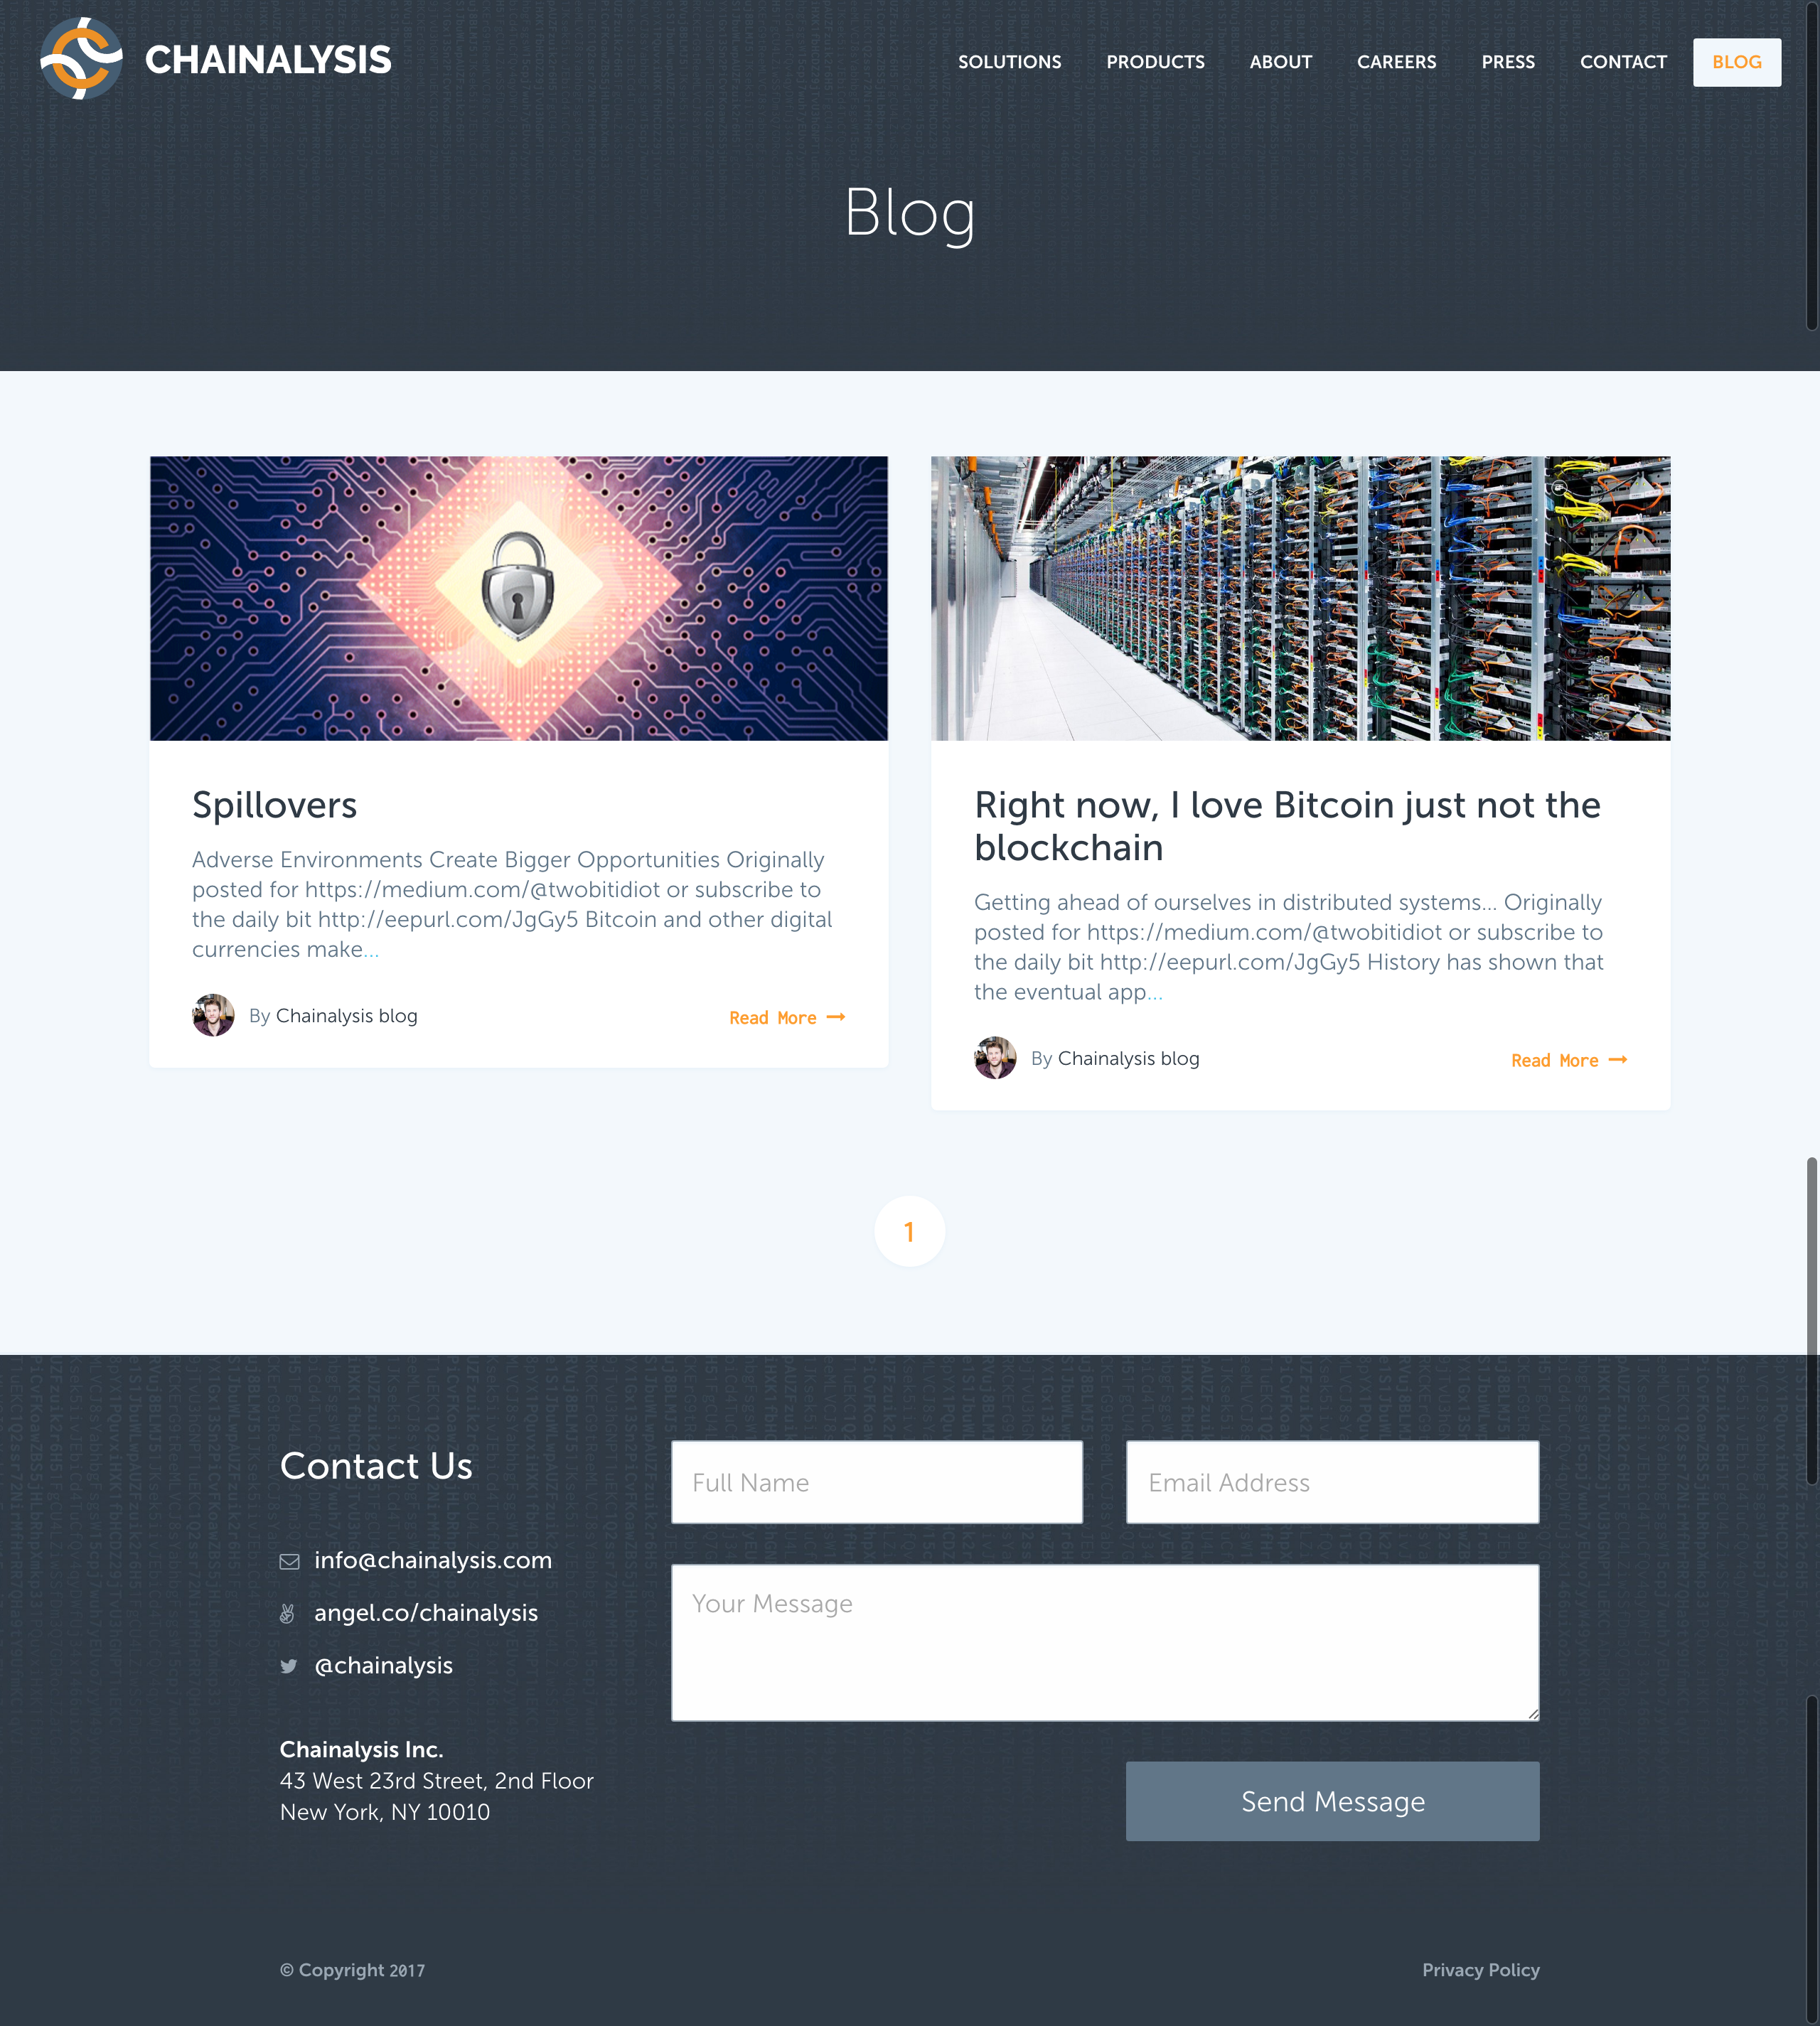 CHAINALYSIS
SOLUTIONS PRODUCTS ABOUT CAREERS PRESS CONTACT BLOG
Blog
Spillovers
Adverse Environments Create Bigger Opportunities Originally
posted for https://medium.com/@twobitidiot or subscribe to
the daily bit http://eepurl.com/JgGy5 Bitcoin and other digital
currencies make...
By Chainalysis blog
Read More
Right now, I love Bitcoin just not the
blockchain
Getting ahead of ourselves in distributed systems... Originally
posted for https://medium.com/@twobitidiot or subscribe to
the daily bit http://eepurl.com/JgGy5 History has shown that
the eventual app...
By Chainalysis blog
Read More
1
Contact Us
info@chainalysis.com
angel.co/chainalysis
@chainalysis
Chainalysis Inc.
43 West 23rd Street, 2nd Floor
New York, NY 10010
Full Name
Email Address
Your Message
Send Message
© Copyright 2017
Privacy Policy